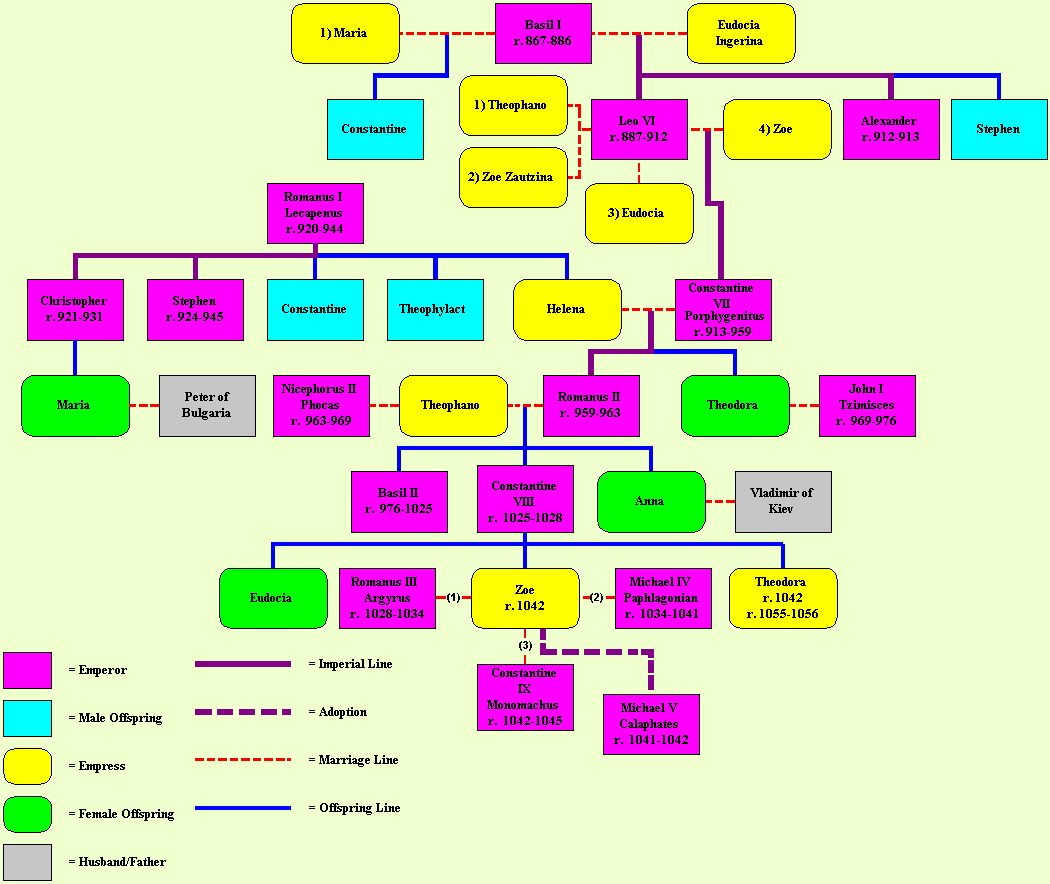 1) Maria
Basil I
r. 867-886
Eudocia
Ingerina
Constantine
1) Theophano
Leo VI
r. 887-912
4) Zoe
Alexander
r. 912-913
Stephen
2) Zoe Zautzina
3) Eudocia
Romanus I
Lecapenus
r. 920-944
Christopher
r. 921-931
Stephen
r. 924-945
Constantine
Theophylact
Helena
Constantine
VII
Porphygenitus
r. 913-959
Maria
Peter of
Bulgaria
Nicephorus II
Phocas
r. 963-969
Theophano
Romanus II
r. 959-963
Theodora
John I
Tzimisces
r. 969-976
Basil II
r. 976-1025
Constantine
VIII
r. 1025-1028
Anna
Vladimir of
Kiev
Eudocia
Romanus III
Argyrus
r. 1028-1034
(1)
Zoe
r. 1042
(2)
Michael IV
Paphlagonian
r. 1034-1041
Theodora
r. 1042
r. 1055-1056
(3)
Constantine
IX
Monomachus
r. 1042-1045
Michael V
Calaphates
r. 1041-1042
= Emperor
= Imperial Line
= Male Offspring
= Adoption
= Empress
= Marriage Line
= Female Offspring
= Offspring Line
= Husband/Father